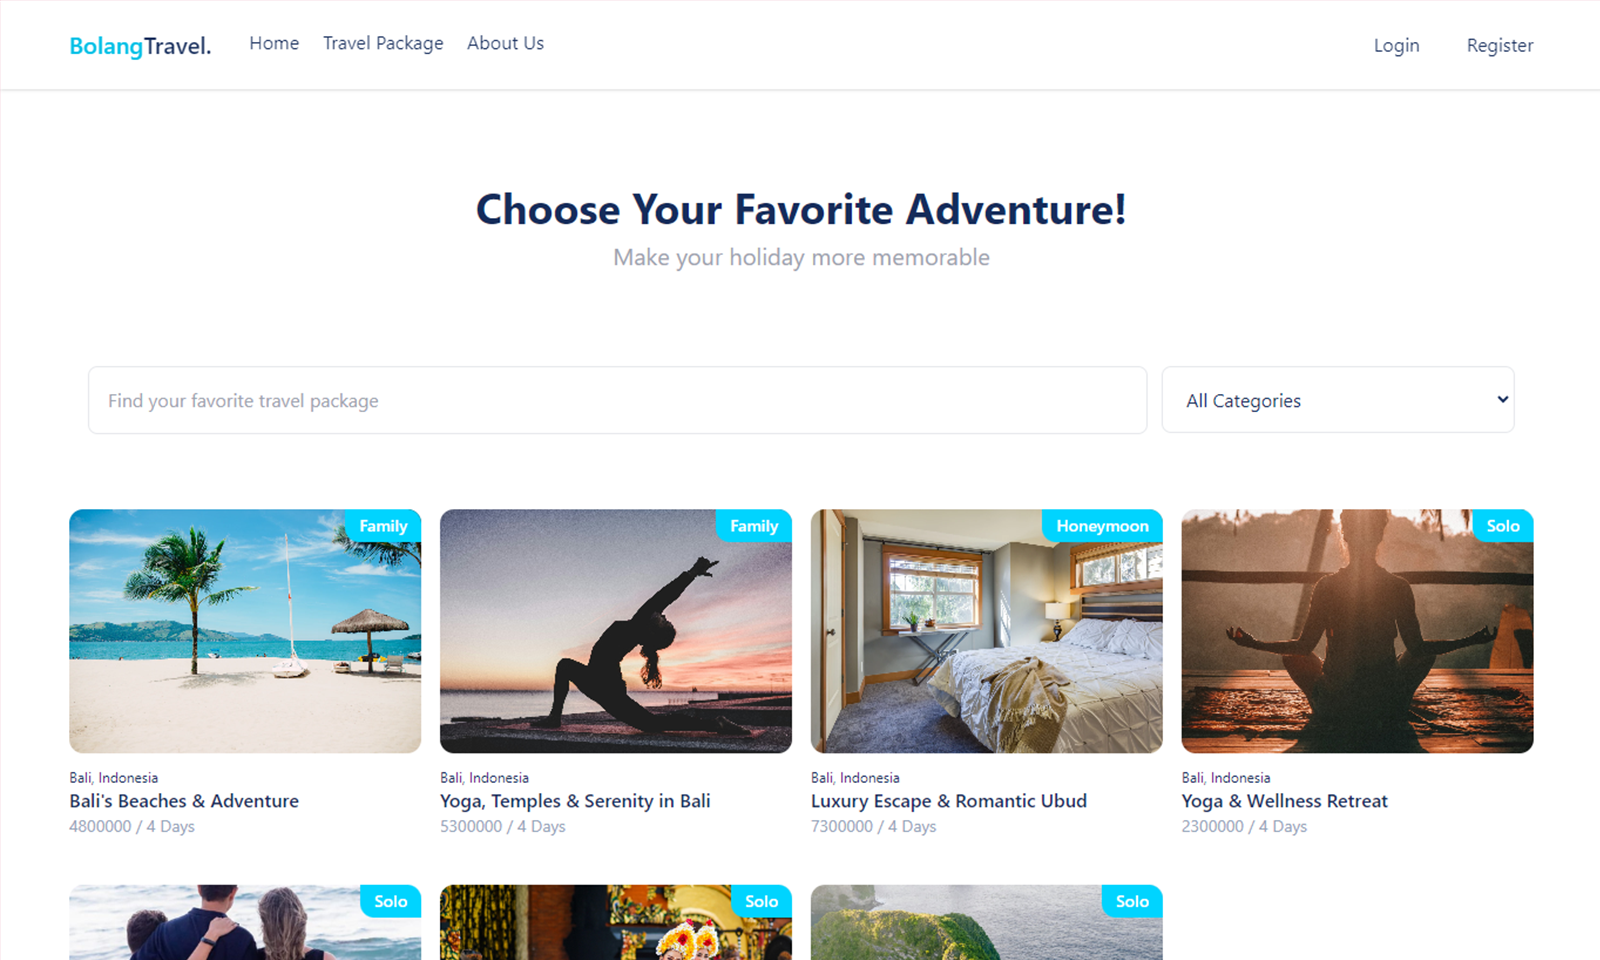 BolangTravel.
Home
Travel Package
About Us
Login
Register
Choose Your Favorite Adventure!
Make your holiday more memorable
Find your favorite travel package
All Categories
Family
Family
Honeymoon
Solo
Bali, Indonesia
Bali's Beaches & Adventure
4800000 / 4 Days
Bali, Indonesia
Yoga, Temples & Serenity in Bali
5300000 / 4 Days
Bali, Indonesia
Luxury Escape & Romantic Ubud
7300000 / 4 Days
Bali, Indonesia
Yoga & Wellness Retreat
2300000 / 4 Days
Solo
Solo
Solo